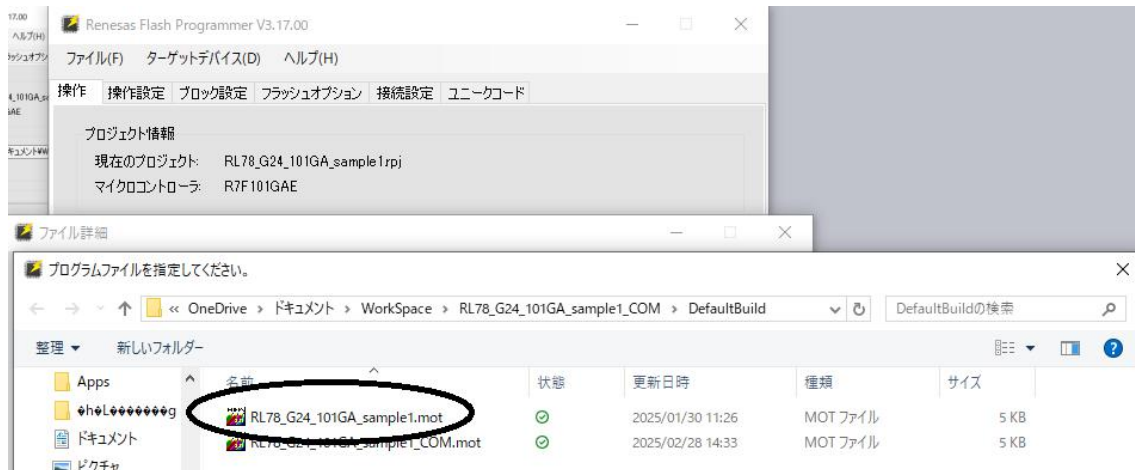 17.00
ヘルプ(H)
Renesas Flash Programmer V3.17.00
ファイル(F) ターゲットデバイス(D) ヘルプ(H)
操作 操作設定 ブロック設定 フラッシュオプション 接続設定 ユニークコード
プロジェクト情報
現在のプロジェクト: RL78_G24_101GA_sample1.rpj
マイクロコントローラ: R7F101GAE
ファイル詳細
プログラムファイルを指定してください。
« OneDrive > ドキュメント > WorkSpace > RL78_G24_101GA_sample1_COM > DefaultBuild
DefaultBuildの検索
整理 新しいフォルダー
名前 状態 更新日時 種類 サイズ
Apps
�h�L�������g
ドキュメント
ピクチャ
RL78_G24_101GA_sample1.mot 2025/01/30 11:26 MOT ファイル 5 KB
RL78_G24_101GA_sample1_COM.mot 2025/02/28 14:33 MOT ファイル 5 KB